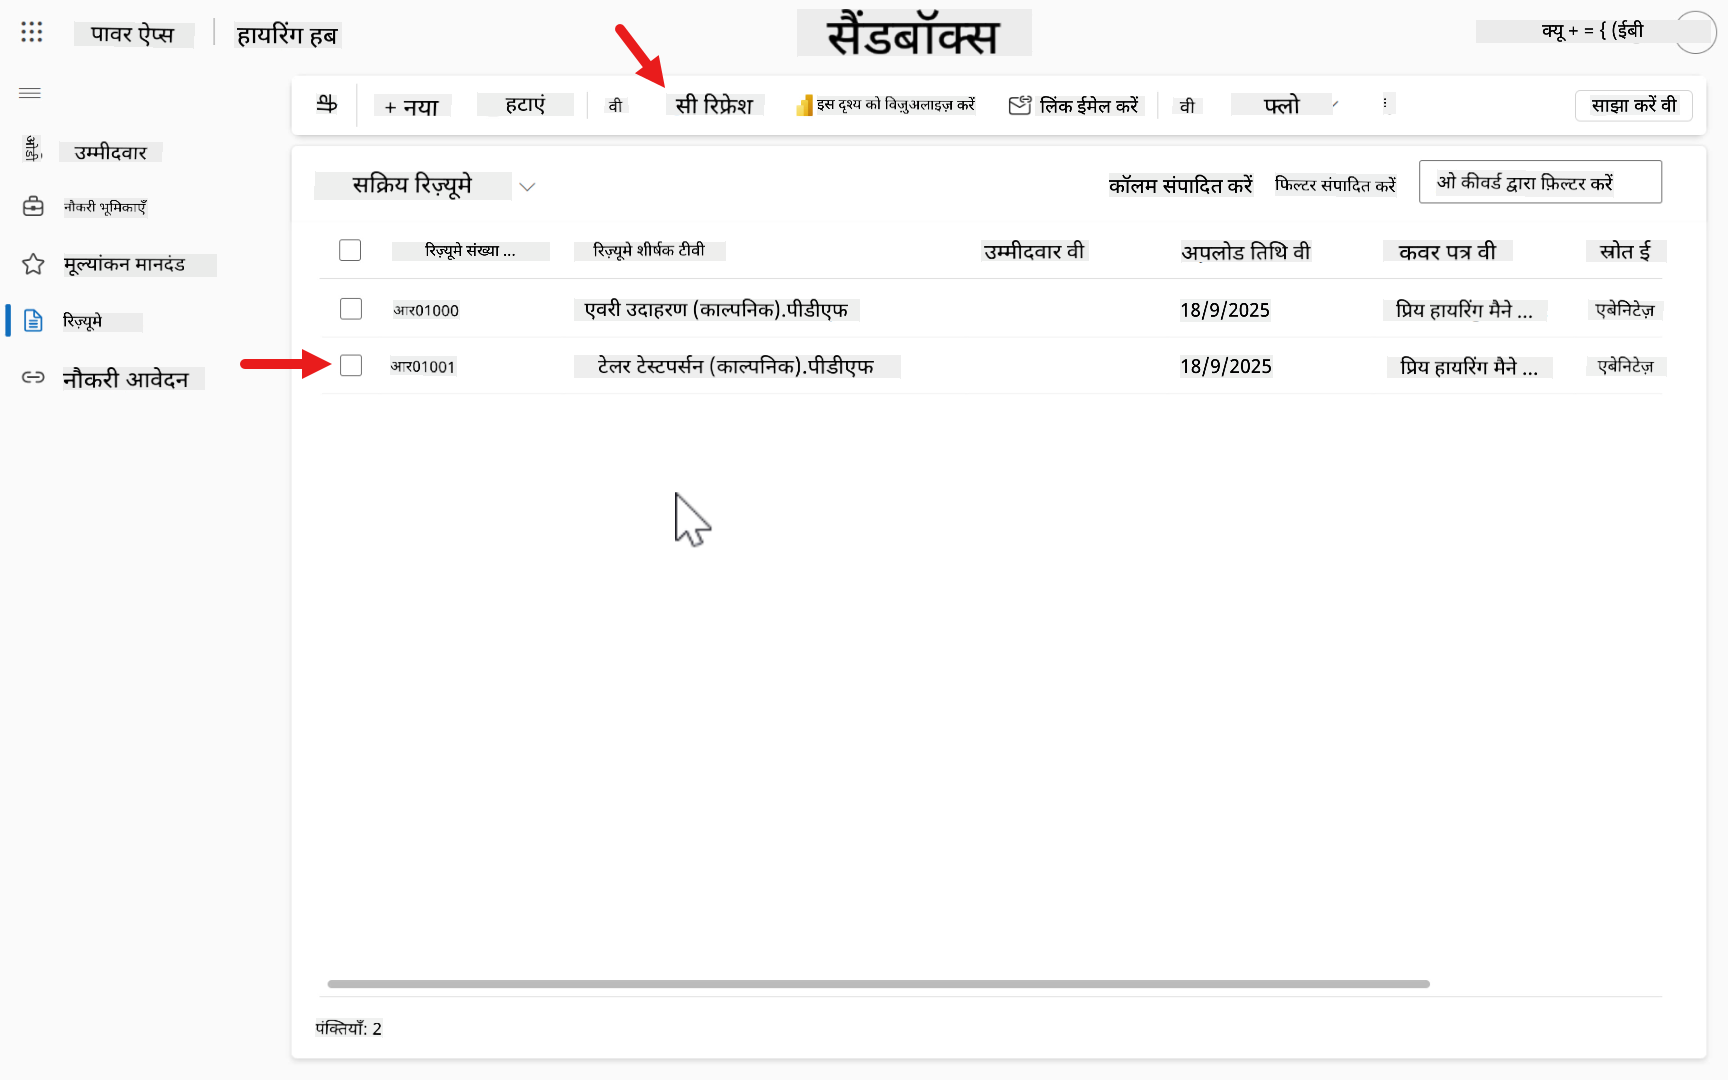 पावर ऐप्स
हायरिंग हब
सैंडबॉक्स
क्यू + = { (ईबी
+ नया
हटाएं
वी
सी रिफ्रेश
इस दृश्य को विज़ुअलाइज़ करें
लिंक ईमेल करें
वी
फ्लो
साझा करें वी
उम्मीदवार
नौकरी भूमिकाएँ
मूल्यांकन मानदंड
रिज़्यूमे
नौकरी आवेदन
सक्रिय रिज़्यूमे
कॉलम संपादित करें
फिल्टर संपादित करें
ओ कीवर्ड द्वारा फ़िल्टर करें
रिज़्यूमे संख्या ...
रिज़्यूमे शीर्षक टीवी
उम्मीदवार वी
अपलोड तिथि वी
कवर पत्र वी
स्रोत ई
आर01000
एवरी उदाहरण (काल्पनिक).पीडीएफ
18/9/2025
प्रिय हायरिंग मैने ...
एबेनिटेज़
आर01001
टेलर टेस्टपर्सन (काल्पनिक).पीडीएफ
18/9/2025
प्रिय हायरिंग मैने ...
एबेनिटेज़
पंक्तियाँ: 2